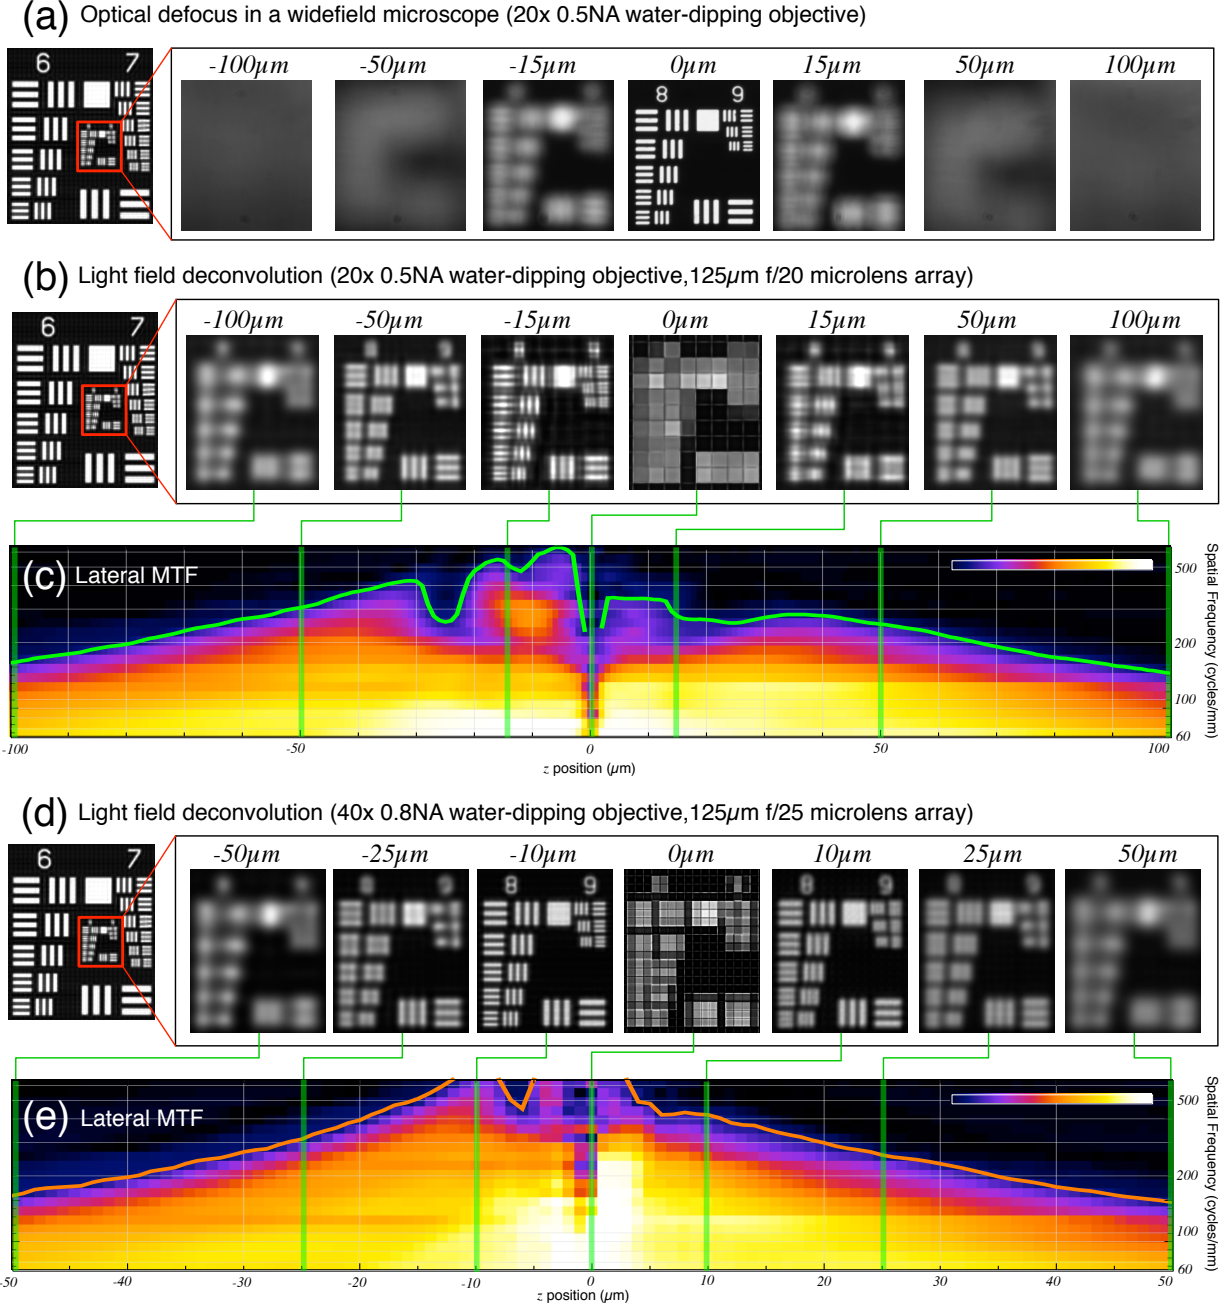 (a) Optical defocus in a widefield microscope (20x 0.5NA water-dipping objective)
6 7
-100µm -50µm -15µm 0µm 15µm 50µm 100µm
8 9
(b) Light field deconvolution (20x 0.5NA water-dipping objective,125µm f/20 microlens array)
6 7
-100µm -50µm -15µm 0µm 15µm 50µm 100µm
8 9
(c) Lateral MTF
500
200
100
60
Spatial Frequency (cycles/mm)
-100 -50 0 50 100
z position (µm)
(d) Light field deconvolution (40x 0.8NA water-dipping objective,125µm f/25 microlens array)
6 7
-50µm -25µm -10µm 0µm 10µm 25µm 50µm
8 9 8 9 8 9 8 9
(e) Lateral MTF
500
200
100
60
Spatial Frequency (cycles/mm)
-50 -40 -30 -20 -10 0 10 20 30 40 50
z position (µm)